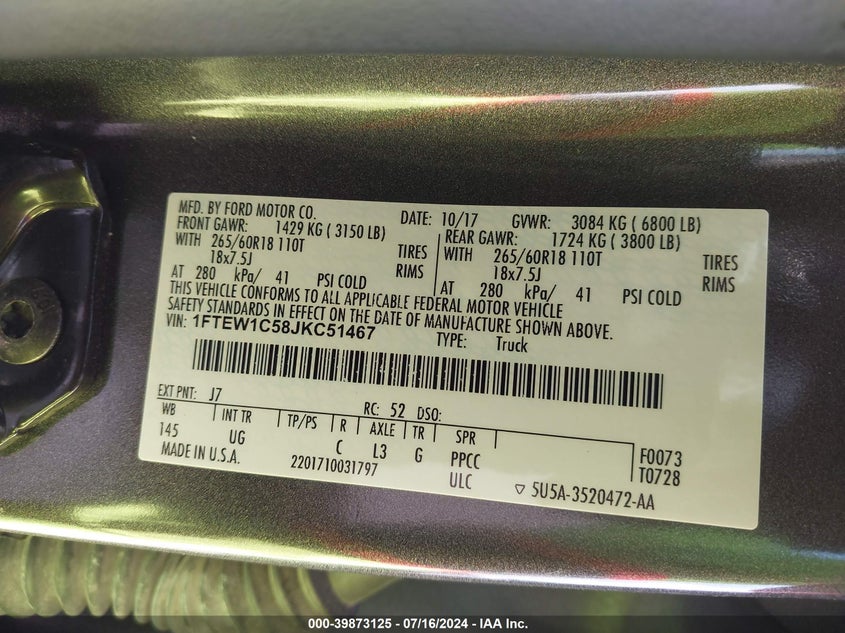 MFD. BY FORD MOTOR CO. DATE: 10/17 GVWR: 3084 KG ( 6800 LB)
FRONT GAWR: 1429 KG ( 3150 LB) REAR GAWR: 1724 KG ( 3800 LB)
WITH 265/60R18 110T TIRES WITH 265/60R18 110T TIRES
18x7.5J RIMS 18x7.5J RIMS
AT 280 kPa/ 41 PSI COLD AT 280 kPa/ 41 PSI COLD
THIS VEHICLE CONFORMS TO ALL APPLICABLE FEDERAL MOTOR VEHICLE
SAFETY STANDARDS IN EFFECT ON THE DATE OF MANUFACTURE SHOWN ABOVE.
VIN: 1FTEW1C58JKC51467 TYPE: Truck
EXT PNT: J7 RC: 52 DSO:
WB INT TR TP/PS R AXLE TR SPR F0073
145 UG C L3 G PPCC T0728
MADE IN U.S.A. 2201710031797 ULC ▽ 5U5A-3520472-AA
000-39873125 - 07/16/2024 - IAA Inc.